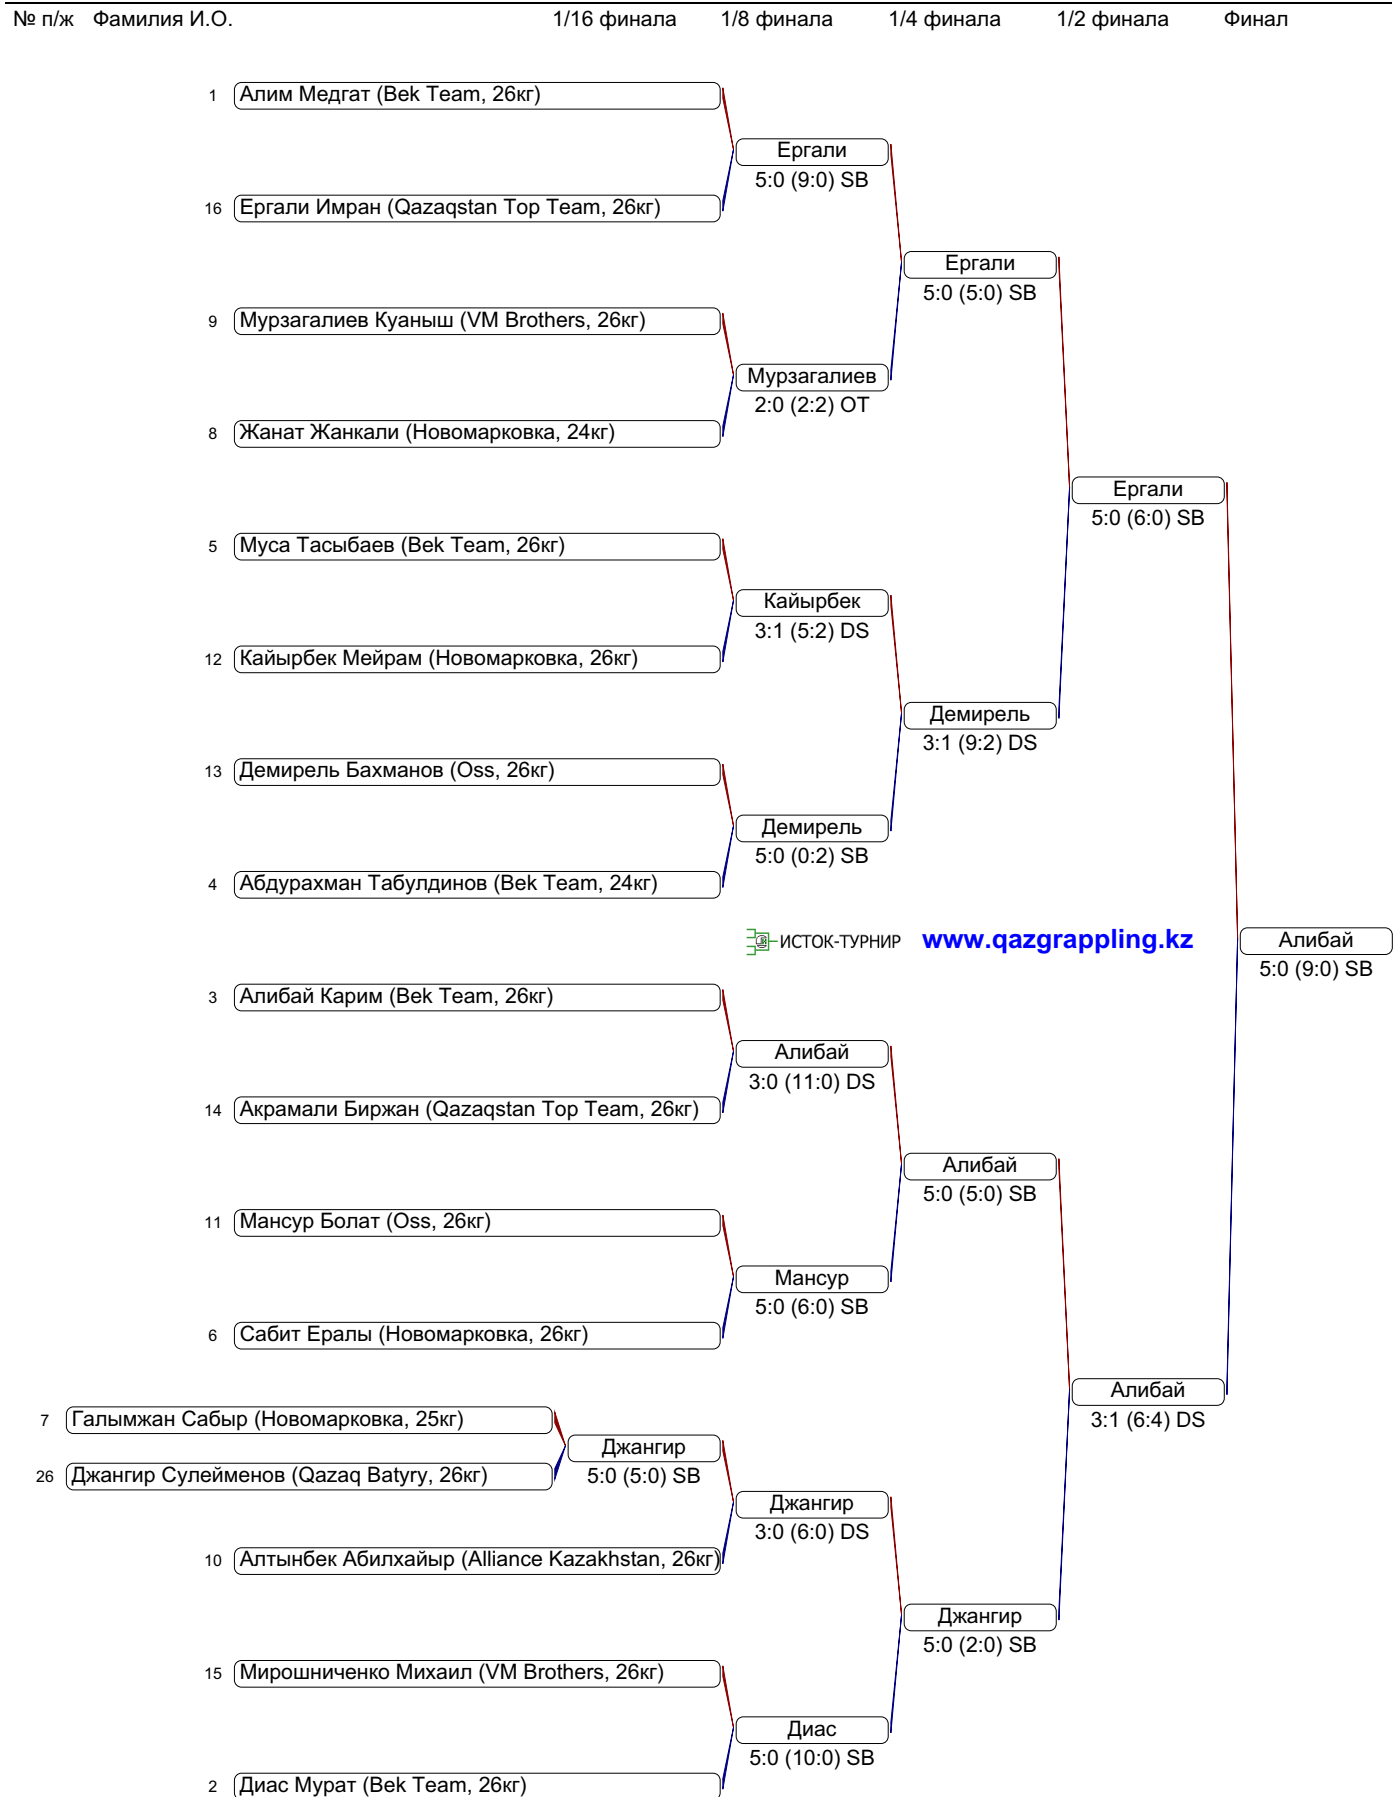 № п/ж Фамилия И.О. 1/16 финала 1/8 финала 1/4 финала 1/2 финала Финал
1 Алим Медгат (Bek Team, 26кг)
Ергали
5:0 (9:0) SB
16 Ергали Имран (Qazaqstan Top Team, 26кг)
Ергали
5:0 (5:0) SB
9 Мурзагалиев Куаныш (VM Brothers, 26кг)
Мурзагалиев
2:0 (2:2) OT
8 Жанат Жанкали (Новомарковка, 24кг)
Ергали
5:0 (6:0) SB
5 Муса Тасыбаев (Bek Team, 26кг)
Кайырбек
3:1 (5:2) DS
12 Кайырбек Мейрам (Новомарковка, 26кг)
Демирель
3:1 (9:2) DS
13 Демирель Бахманов (Oss, 26кг)
Демирель
5:0 (0:2) SB
4 Абдурахман Табулдинов (Bek Team, 24кг)
ИСТОК-ТУРНИР www.qazgrappling.kz
Алибай
5:0 (9:0) SB
3 Алибай Карим (Bek Team, 26кг)
Алибай
3:0 (11:0) DS
14 Акрамали Биржан (Qazaqstan Top Team, 26кг)
Алибай
5:0 (5:0) SB
11 Мансур Болат (Oss, 26кг)
Мансур
5:0 (6:0) SB
6 Сабит Ералы (Новомарковка, 26кг)
Алибай
3:1 (6:4) DS
7 Галымжан Сабыр (Новомарковка, 25кг)
Джангир
5:0 (5:0) SB
26 Джангир Сулейменов (Qazaq Batyry, 26кг)
Джангир
3:0 (6:0) DS
10 Алтынбек Абилхайыр (Alliance Kazakhstan, 26кг)
Джангир
5:0 (2:0) SB
15 Мирошниченко Михаил (VM Brothers, 26кг)
Диас
5:0 (10:0) SB
2 Диас Мурат (Bek Team, 26кг)